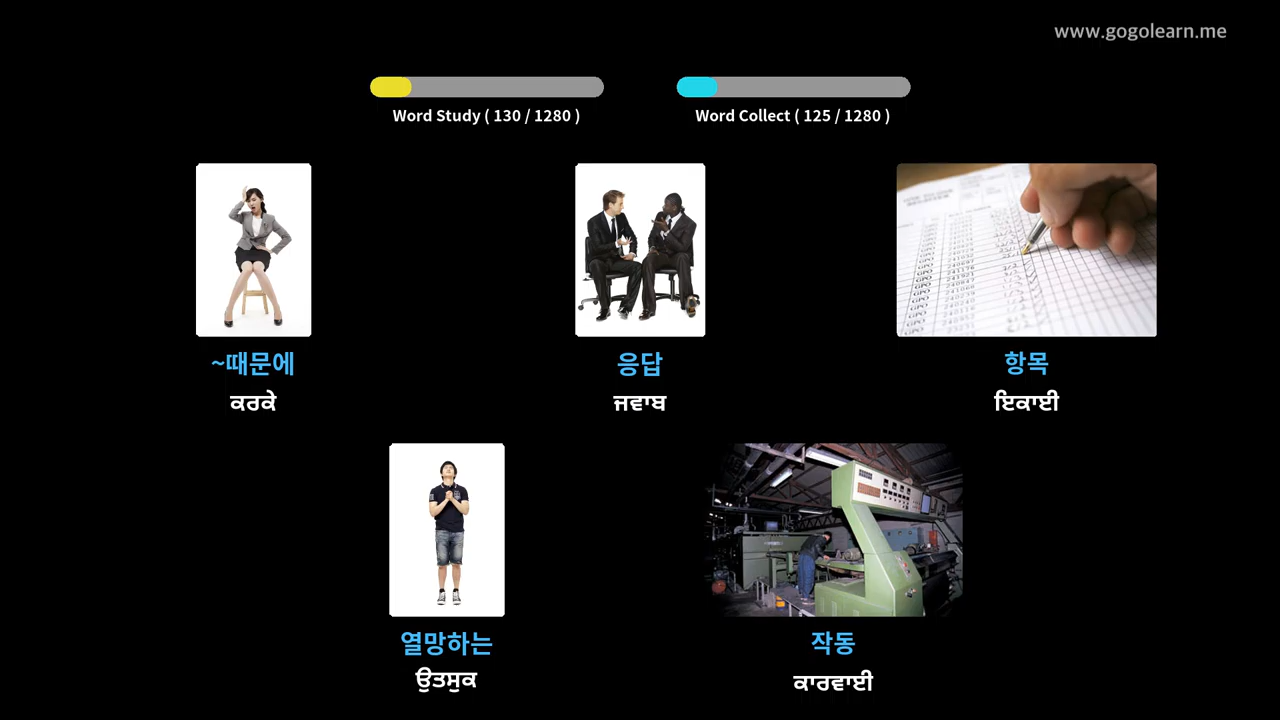 www.gogolearn.me
Word Study ( 130 / 1280 )
Word Collect ( 125 / 1280 )
~때문에
ਕਰਕੇ
응답
ਜਵਾਬ
항목
ਇਕਾਈ
열망하는
ਉਤਸੁਕ
작동
ਕਾਰਵਾਈ